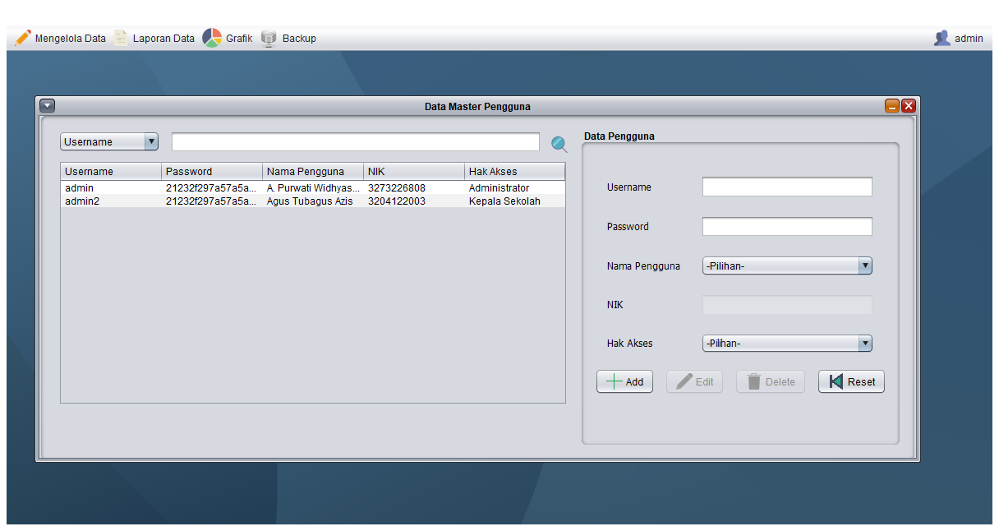 Mengelola Data Laporan Data Grafik Backup admin
Data Master Pengguna
Username
Username Password Nama Pengguna NIK Hak Akses
admin 21232f297a57a5a... A. Purwati Widhyas... 3273226808 Administrator
admin2 21232f297a57a5a... Agus Tubagus Azis 3204122003 Kepala Sekolah
Data Pengguna
Username
Password
Nama Pengguna -Pilihan-
NIK
Hak Akses -Pilihan-
Add Edit Delete Reset